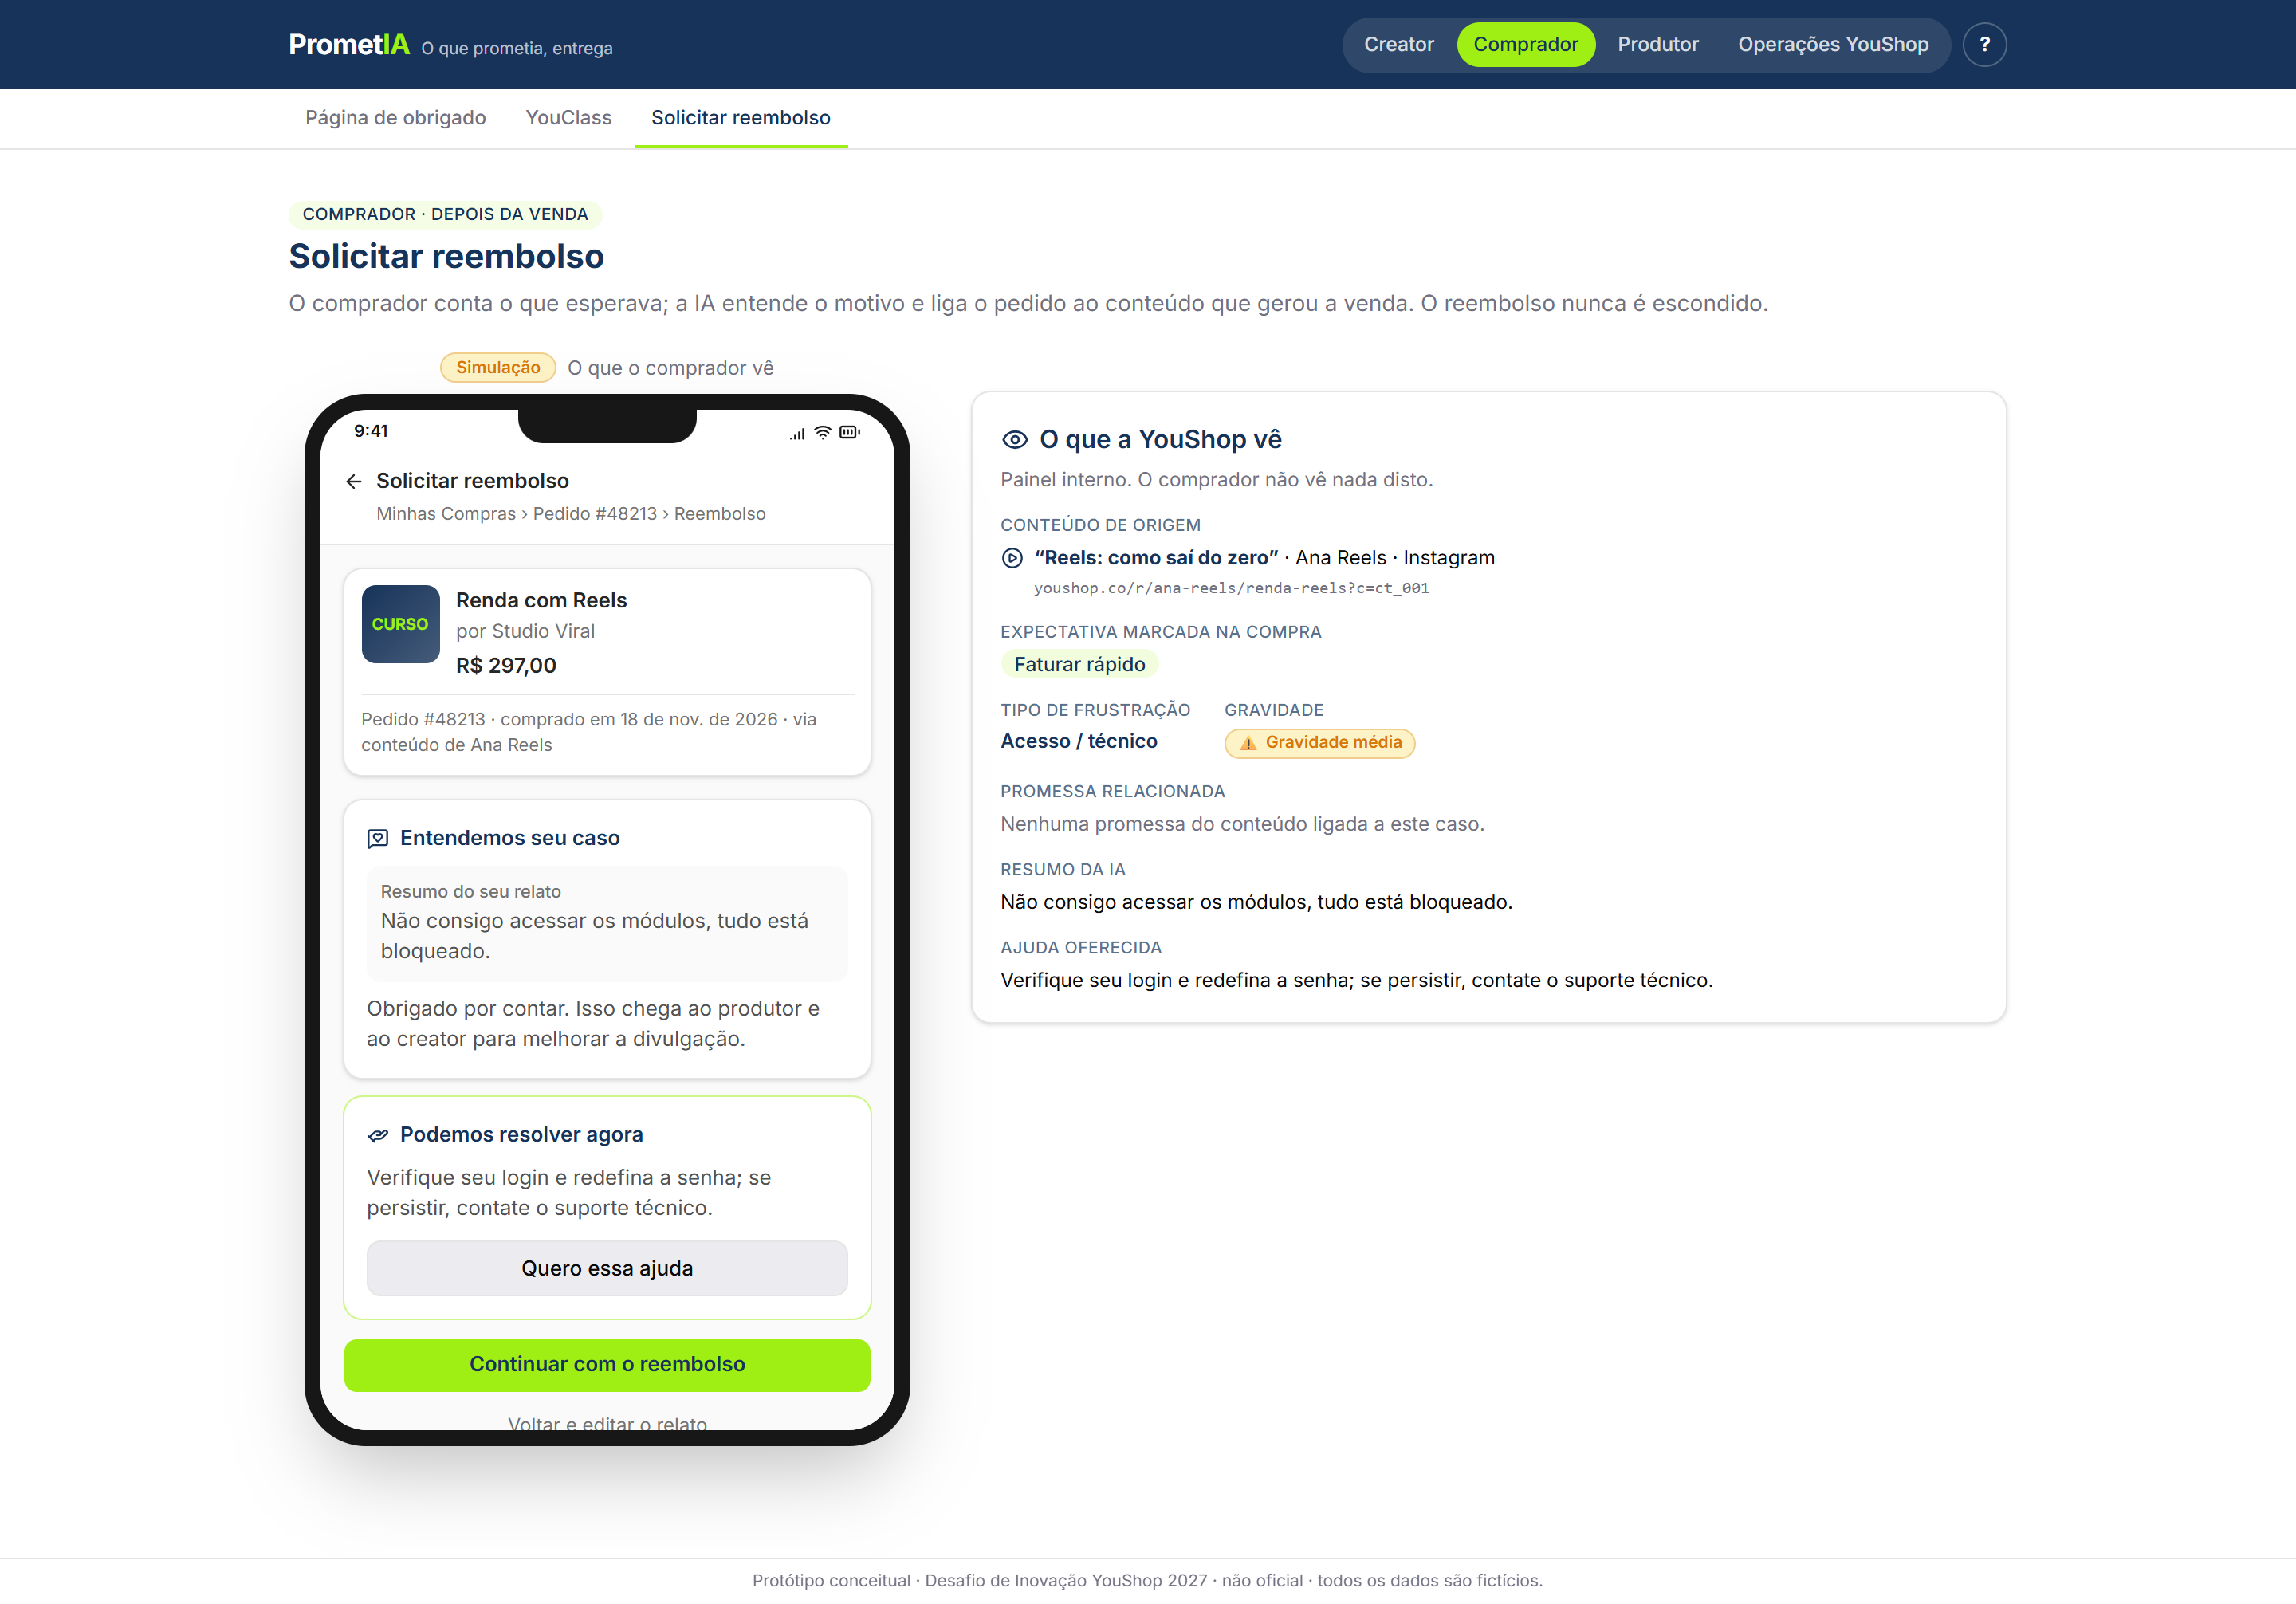 PrometIA O que prometia, entrega
Creator Comprador Produtor Operações YouShop ?
Página de obrigado YouClass Solicitar reembolso
COMPRADOR · DEPOIS DA VENDA
Solicitar reembolso
O comprador conta o que esperava; a IA entende o motivo e liga o pedido ao conteúdo que gerou a venda. O reembolso nunca é escondido.
Simulação O que o comprador vê
9:41
Solicitar reembolso
Minhas Compras › Pedido #48213 › Reembolso
CURSO
Renda com Reels
por Studio Viral
R$ 297,00
Pedido #48213 · comprado em 18 de nov. de 2026 · via
conteúdo de Ana Reels
Entendemos seu caso
Resumo do seu relato
Não consigo acessar os módulos, tudo está
bloqueado.
Obrigado por contar. Isso chega ao produtor e
ao creator para melhorar a divulgação.
Podemos resolver agora
Verifique seu login e redefina a senha; se
persistir, contate o suporte técnico.
Quero essa ajuda
Continuar com o reembolso
Voltar e editar o relato
O que a YouShop vê
Painel interno. O comprador não vê nada disto.
CONTEÚDO DE ORIGEM
“Reels: como saí do zero” · Ana Reels · Instagram
youshop.co/r/ana-reels/renda-reels?c=ct_001
EXPECTATIVA MARCADA NA COMPRA
Faturar rápido
TIPO DE FRUSTRAÇÃO GRAVIDADE
Acesso / técnico Gravidade média
PROMESSA RELACIONADA
Nenhuma promessa do conteúdo ligada a este caso.
RESUMO DA IA
Não consigo acessar os módulos, tudo está bloqueado.
AJUDA OFERECIDA
Verifique seu login e redefina a senha; se persistir, contate o suporte técnico.
Protótipo conceitual · Desafio de Inovação YouShop 2027 · não oficial · todos os dados são fictícios.